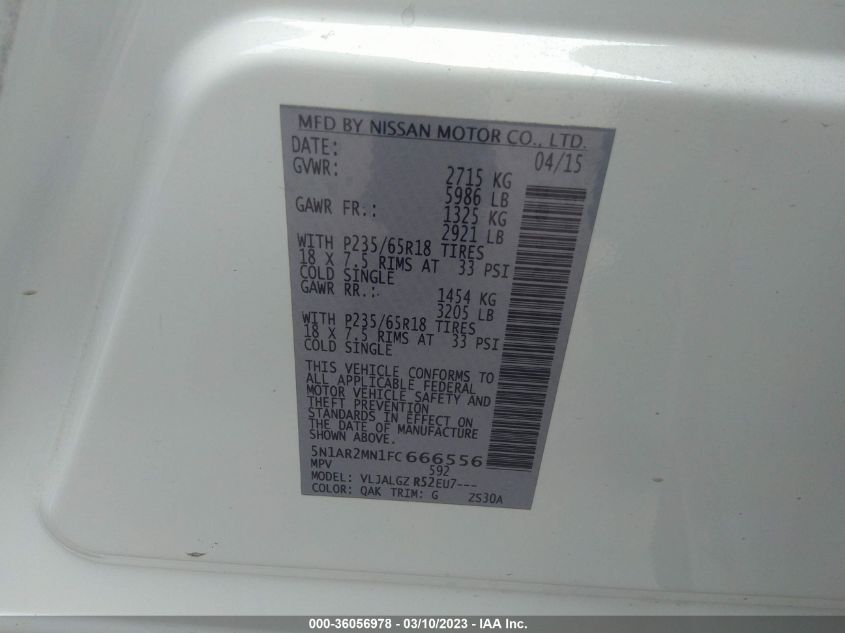 MFD BY NISSAN MOTOR CO., LTD.
DATE: 04/15
GVWR: 2715 KG
5986 LB
GAWR FR.: 1325 KG
2921 LB
WITH P235/65R18 TIRES
18 X 7.5 RIMS AT 33 PSI
COLD SINGLE
GAWR RR.: 1454 KG
3205 LB
WITH P235/65R18 TIRES
18 X 7.5 RIMS AT 33 PSI
COLD SINGLE
THIS VEHICLE CONFORMS TO
ALL APPLICABLE FEDERAL
MOTOR VEHICLE SAFETY AND
THEFT PREVENTION
STANDARDS IN EFFECT ON
THE DATE OF MANUFACTURE
SHOWN ABOVE.
5N1AR2MN1FC666556
MPV 592
MODEL: VLJALGZ R52EU7---
COLOR: QAK TRIM: G 2S30A
000-36056978 — 03/10/2023 — IAA Inc.